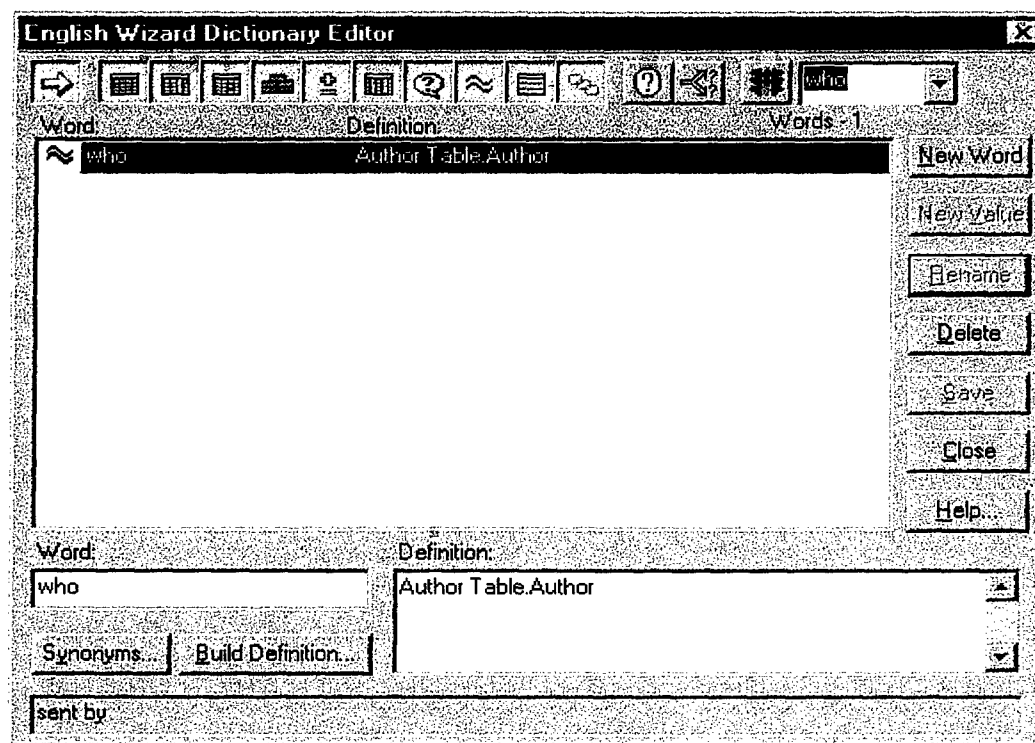 English Wizard Dictionary Editor
who
Word: Definition: Words - 1
who Author Table.Author
New Word
New Value
Rename
Delete
Save
Close
Help...
Word: Definition:
who Author Table.Author
Synonyms... Build Definition...
sent by